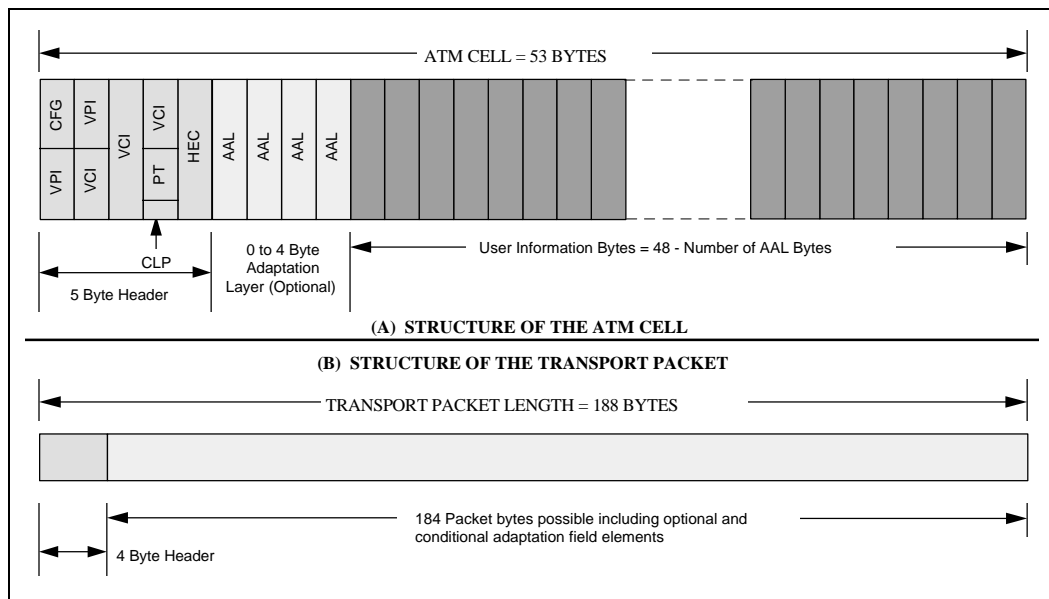 ATM CELL = 53 BYTES
CFG
VPI
VPI
VCI
VCI
VCI
PT
HEC
AAL
AAL
AAL
AAL
CLP
5 Byte Header
0 to 4 Byte
Adaptation
Layer (Optional)
User Information Bytes = 48 - Number of AAL Bytes
(A) STRUCTURE OF THE ATM CELL
(B) STRUCTURE OF THE TRANSPORT PACKET
TRANSPORT PACKET LENGTH = 188 BYTES
184 Packet bytes possible including optional and
conditional adaptation field elements
4 Byte Header